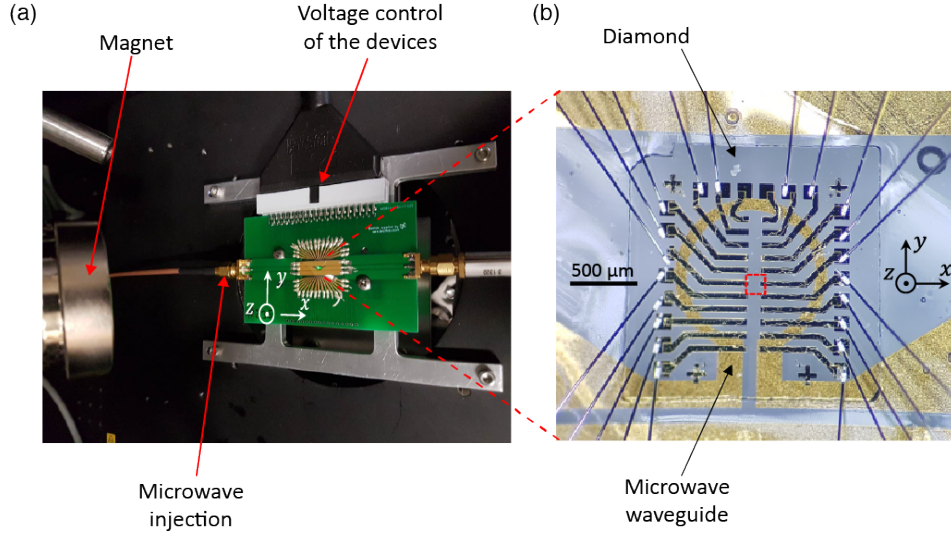 (a)
Magnet
Voltage control
of the devices
y
x
z
Microwave
injection
(b)
Diamond
500 µm
y
x
z
Microwave
waveguide